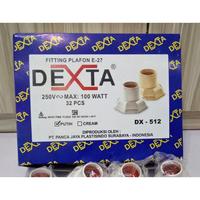 FITTING PLAFON E-27
DEXTA
250V~ MAX: 100 WATT
32 PCS
DX - 512
PUTIH CREAM
DIPRODUKSI OLEH :
PT. PANCA JAYA PLASTISINDO SURABAYA - INDONESIA
DEXTA